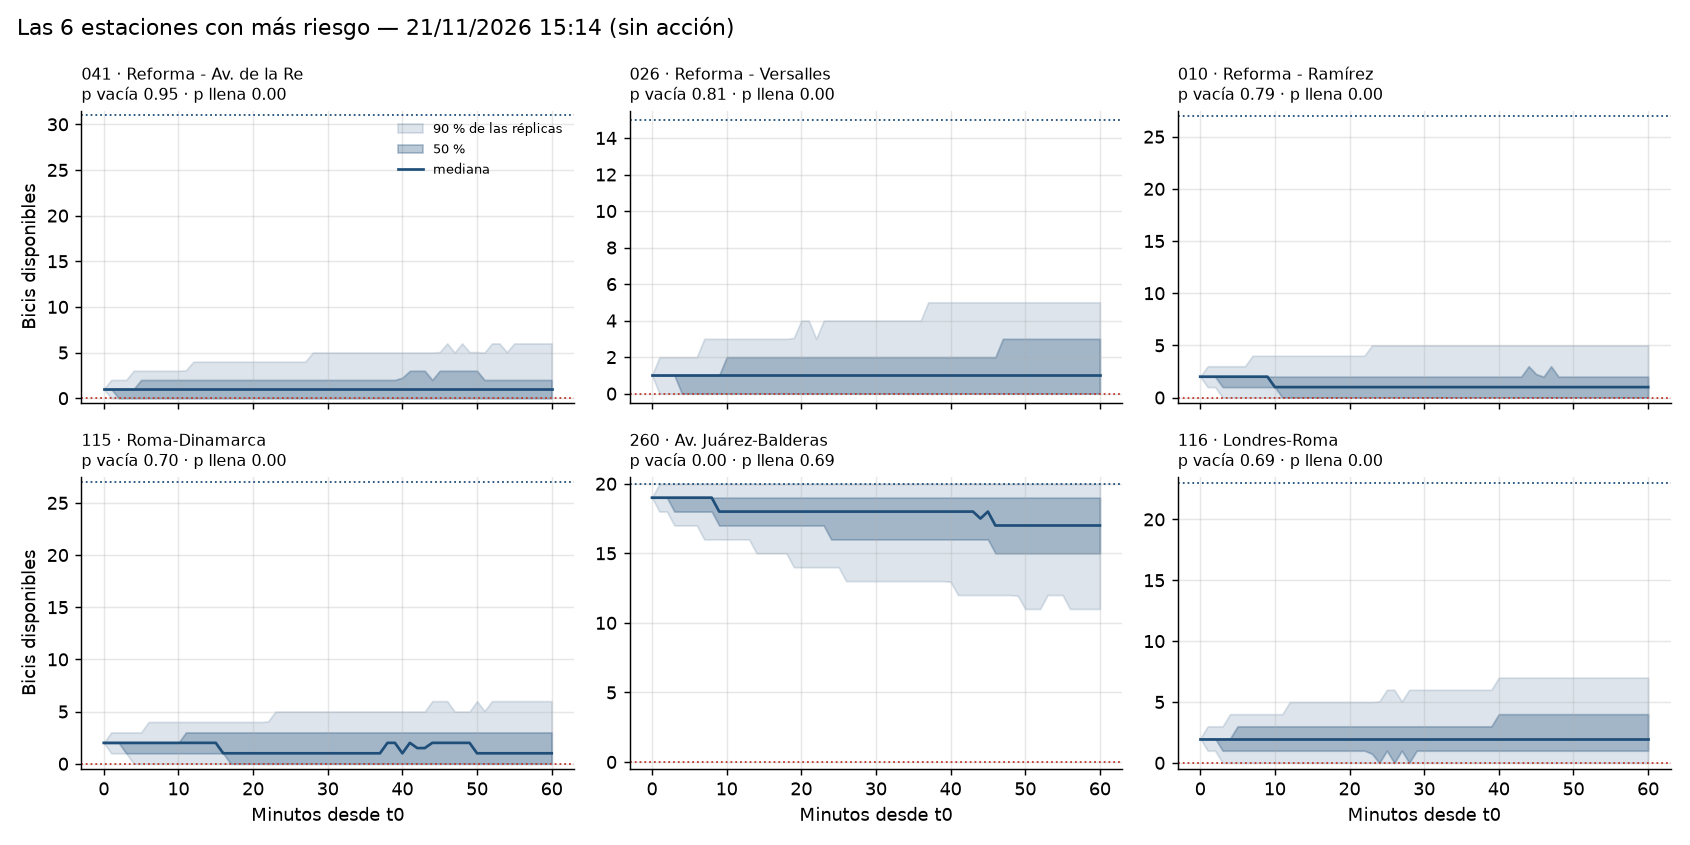 Las 6 estaciones con más riesgo — 21/11/2026 15:14 (sin acción)
041 · Reforma - Av. de la Re
p vacía 0.95 · p llena 0.00
30
25
20
15
10
5
0
Bicis disponibles
90 % de las réplicas
50 %
mediana
026 · Reforma - Versalles
p vacía 0.81 · p llena 0.00
14
12
10
8
6
4
2
0
010 · Reforma - Ramírez
p vacía 0.79 · p llena 0.00
25
20
15
10
5
0
115 · Roma-Dinamarca
p vacía 0.70 · p llena 0.00
25
20
15
10
5
0
Bicis disponibles
0 10 20 30 40 50 60
Minutos desde t0
260 · Av. Juárez-Balderas
p vacía 0.00 · p llena 0.69
20
15
10
5
0
0 10 20 30 40 50 60
Minutos desde t0
116 · Londres-Roma
p vacía 0.69 · p llena 0.00
20
15
10
5
0
0 10 20 30 40 50 60
Minutos desde t0